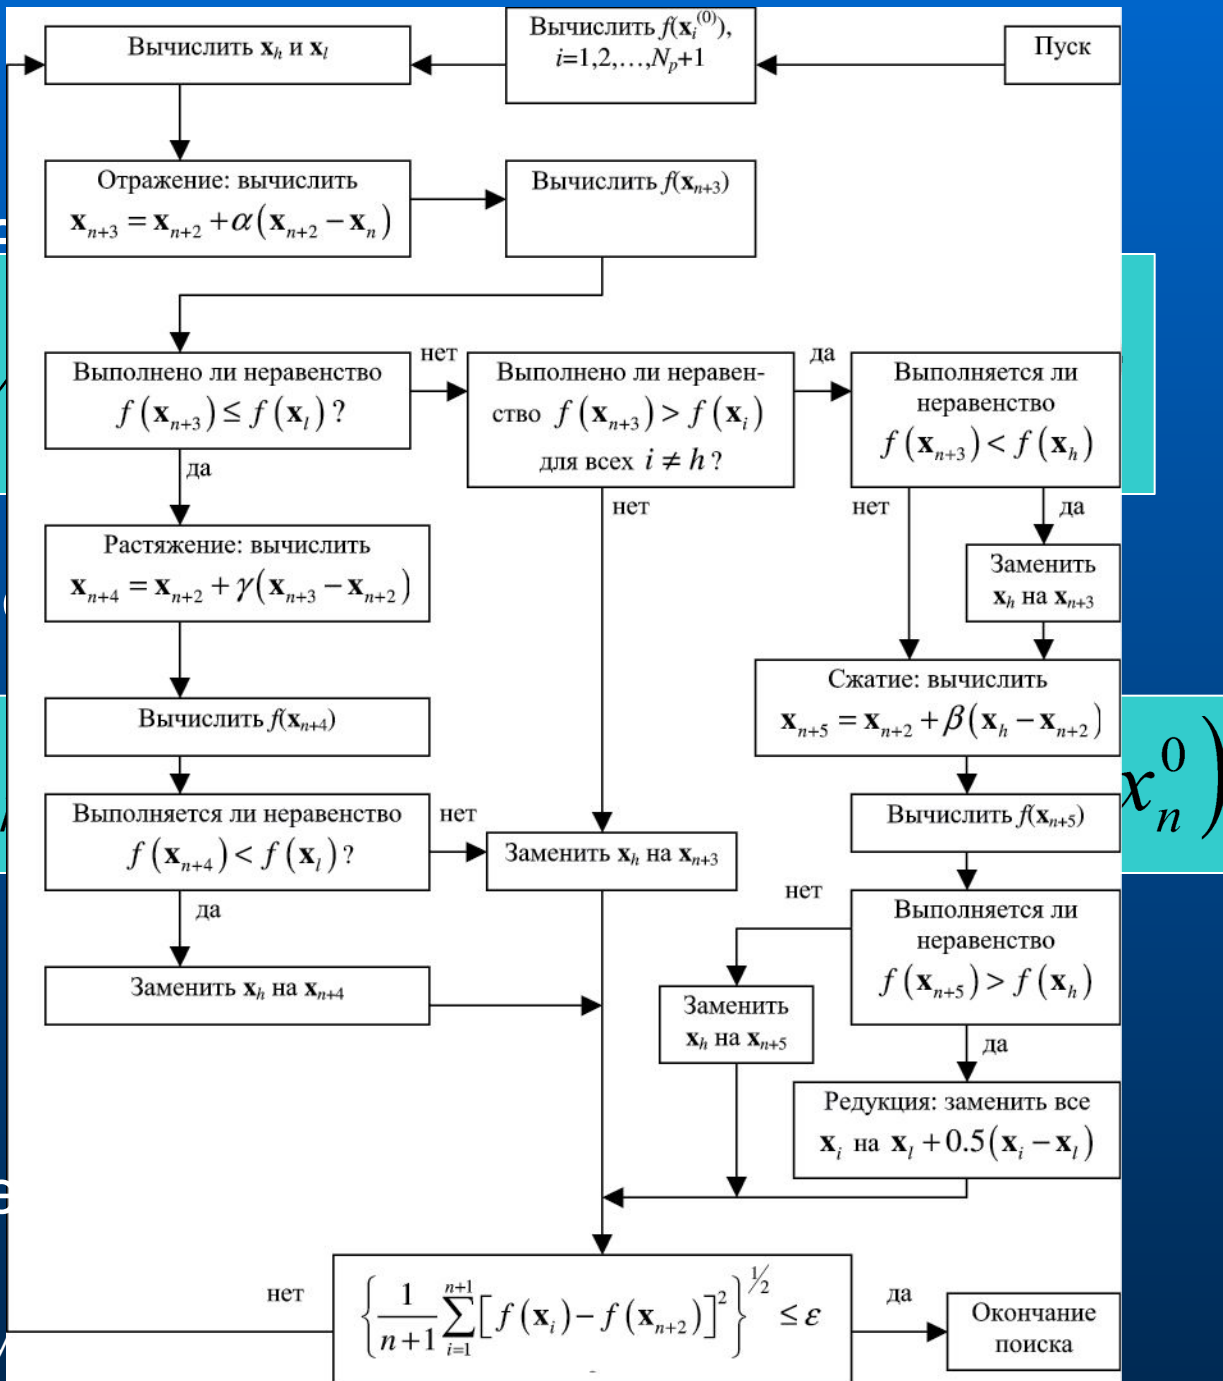 Вычислить x_h и x_l
Вычислить f(x_i^{(0)}),
i=1,2,…,N_p+1
Пуск
Отражение: вычислить
x_{n+3} = x_{n+2} + α(x_{n+2} − x_n)
Вычислить f(x_{n+3})
Выполнено ли неравенство
f(x_{n+3}) ≤ f(x_l) ?
нет
Выполнено ли неравен-
ство f(x_{n+3}) > f(x_i)
для всех i ≠ h ?
да
Выполняется ли
неравенство
f(x_{n+3}) < f(x_h)
да
нет
нет
да
Растяжение: вычислить
x_{n+4} = x_{n+2} + γ(x_{n+3} − x_{n+2})
Заменить
x_h на x_{n+3}
Сжатие: вычислить
x_{n+5} = x_{n+2} + β(x_h − x_{n+2})
Вычислить f(x_{n+4})
x_n^0)
Вычислить f(x_{n+5})
Выполняется ли неравенство
f(x_{n+4}) < f(x_l) ?
нет
Заменить x_h на x_{n+3}
да
нет
Выполняется ли
неравенство
f(x_{n+5}) > f(x_h)
Заменить x_h на x_{n+4}
Заменить
x_h на x_{n+5}
да
Редукция: заменить все
x_i на x_l + 0.5(x_i − x_l)
нет
{1/(n+1) ∑_{i=1}^{n+1} [f(x_i) − f(x_{n+2})]^2}^{1/2} ≤ ε
да
Окончание
поиска